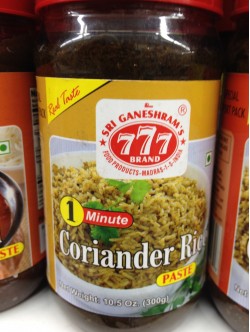 Real Taste
SRI GANESHRAM'S
®
777
BRAND
FOOD PRODUCTS-MADRAS
1 Minute
Coriander Rice
PASTE
Net Weight: 10.5 Oz. (300g)
PASTE